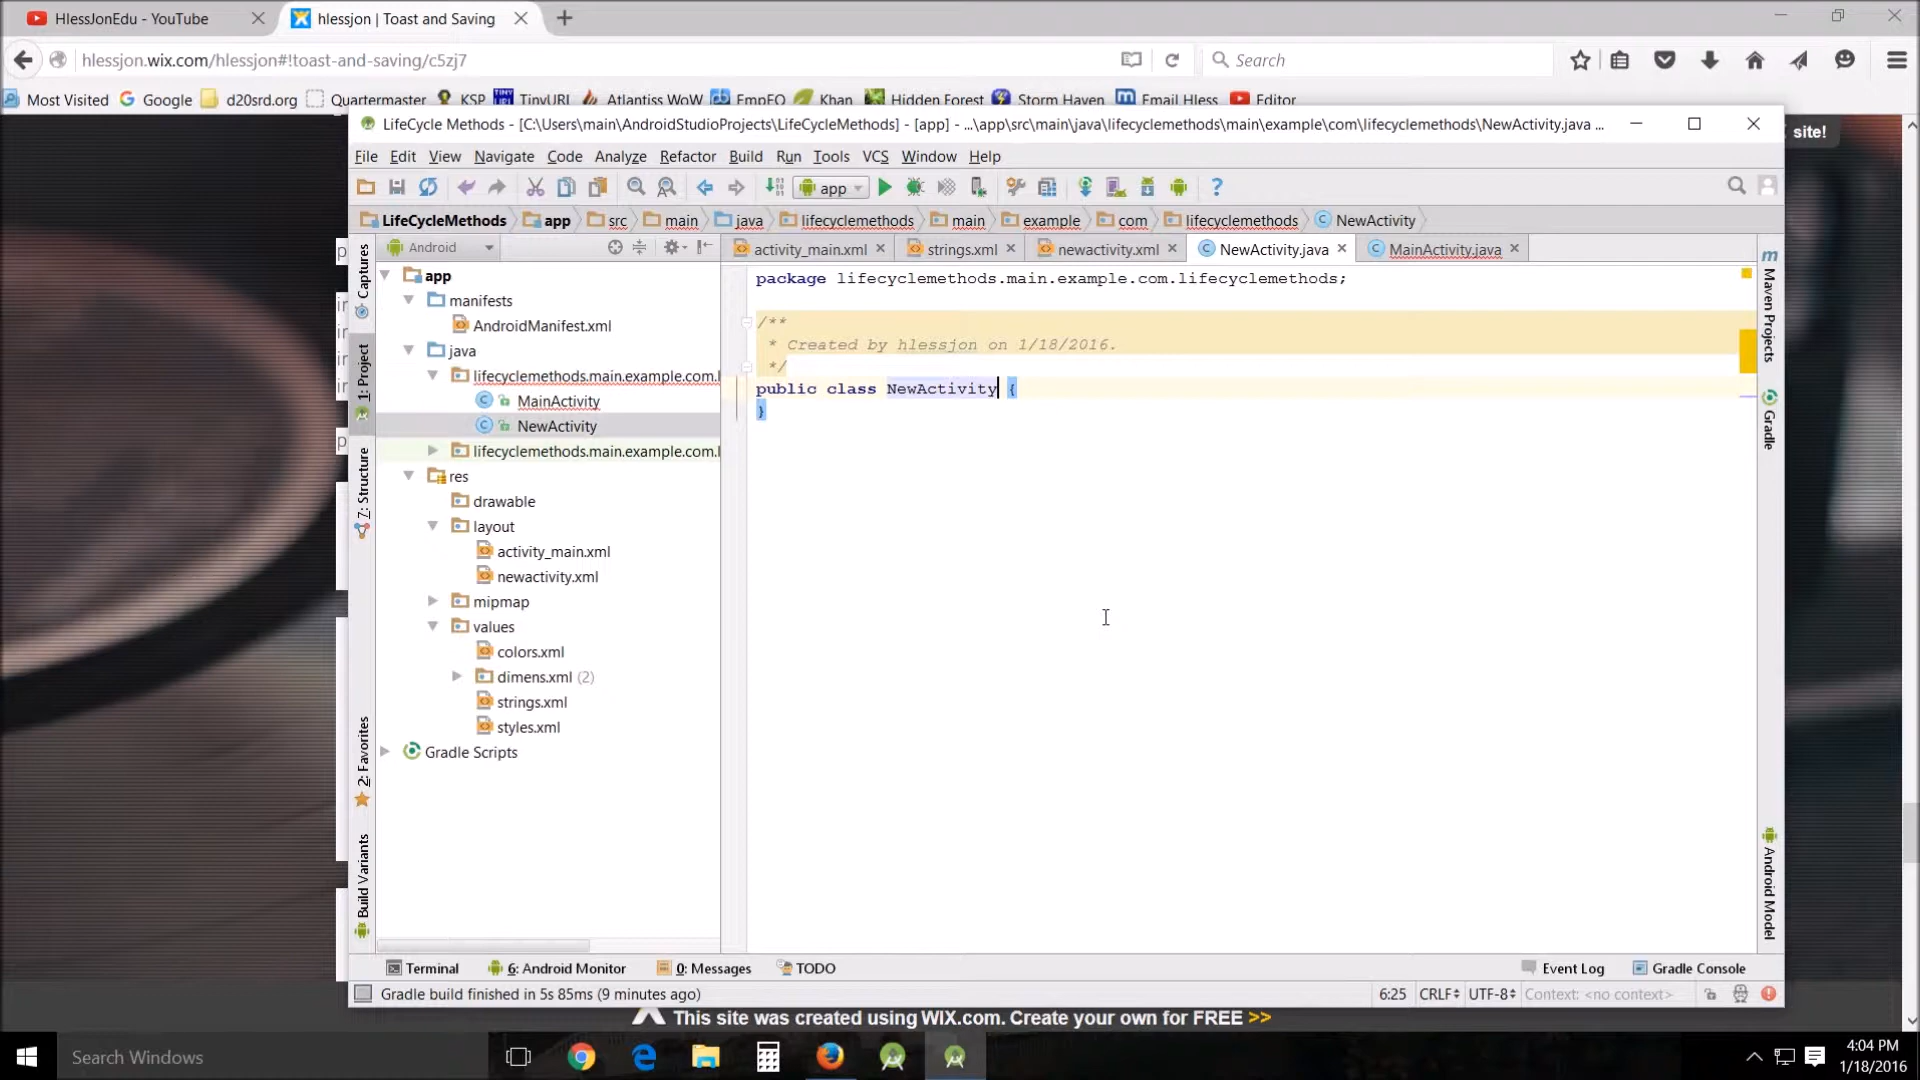 HlessJonEdu - YouTube
hlessjon | Toast and Saving
hlessjon.wix.com/hlessjon#!toast-and-saving/c5zj7
Search
Most Visited Google d20srd.org Quartermaster KSP TinyURL Atlantiss WoW EmpEQ Khan Hidden Forest Storm Haven Email Hless Editor
site!
LifeCycle Methods - [C:\Users\main\AndroidStudioProjects\LifeCycleMethods] - [app] - ...\app\src\main\java\lifecyclemethods\main\example\com\lifecyclemethods\NewActivity.java ...
File Edit View Navigate Code Analyze Refactor Build Run Tools VCS Window Help
app
LifeCycleMethods app src main java lifecyclemethods main example com lifecyclemethods NewActivity
Android
activity_main.xml strings.xml newactivity.xml NewActivity.java MainActivity.java
Captures
1: Project
7: Structure
2: Favorites
Build Variants
app
manifests
AndroidManifest.xml
java
lifecyclemethods.main.example.com.l
MainActivity
NewActivity
lifecyclemethods.main.example.com.l
res
drawable
layout
activity_main.xml
newactivity.xml
mipmap
values
colors.xml
dimens.xml (2)
strings.xml
styles.xml
Gradle Scripts
package lifecyclemethods.main.example.com.lifecyclemethods;
/**
* Created by hlessjon on 1/18/2016.
*/
public class NewActivity {
}
Maven Projects
Gradle
Android Model
Terminal 6: Android Monitor 0: Messages TODO Event Log Gradle Console
Gradle build finished in 5s 85ms (9 minutes ago) 6:25 CRLF UTF-8 Context: <no context>
This site was created using WIX.com. Create your own for FREE >>
Search Windows
4:04 PM
1/18/2016